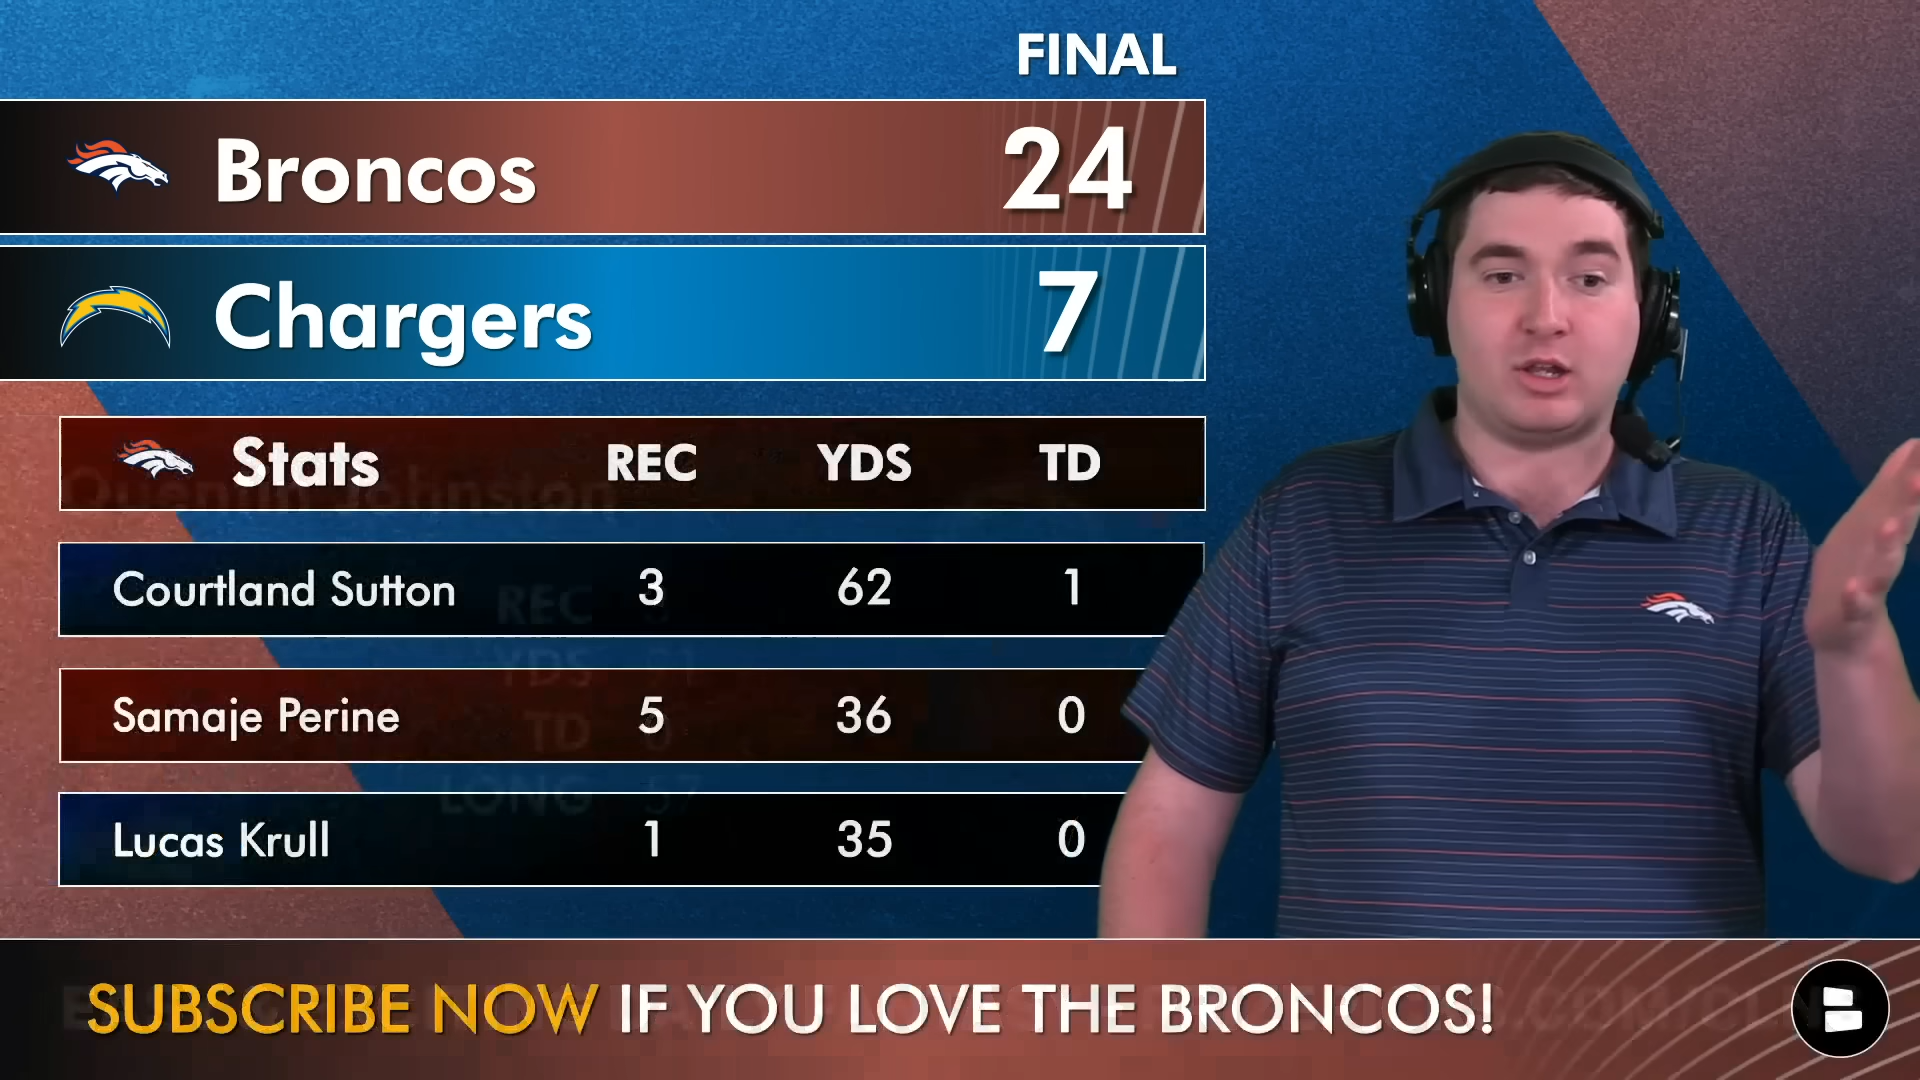 FINAL
Broncos 24
Chargers 7
Stats REC YDS TD
Courtland Sutton 3 62 1
Samaje Perine 5 36 0
Lucas Krull 1 35 0
SUBSCRIBE NOW IF YOU LOVE THE BRONCOS!